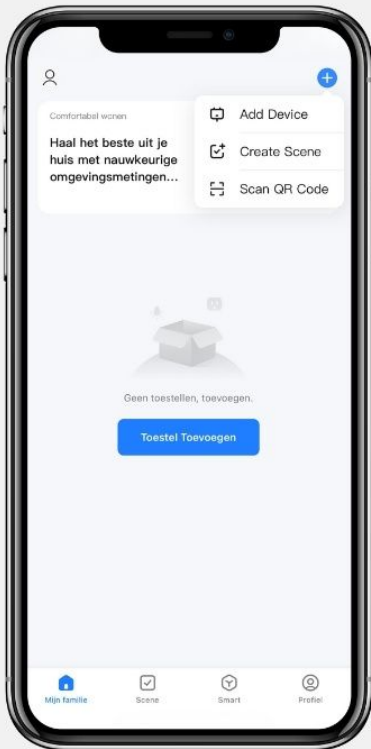 Comfortabel wonen
Haal het beste uit je
huis met nauwkeurige
omgevingsmetingen...
Add Device
Create Scene
Scan QR Code
Geen toestellen, toevoegen.
Toestel Toevoegen
Mijn familie
Scene
Smart
Profiel